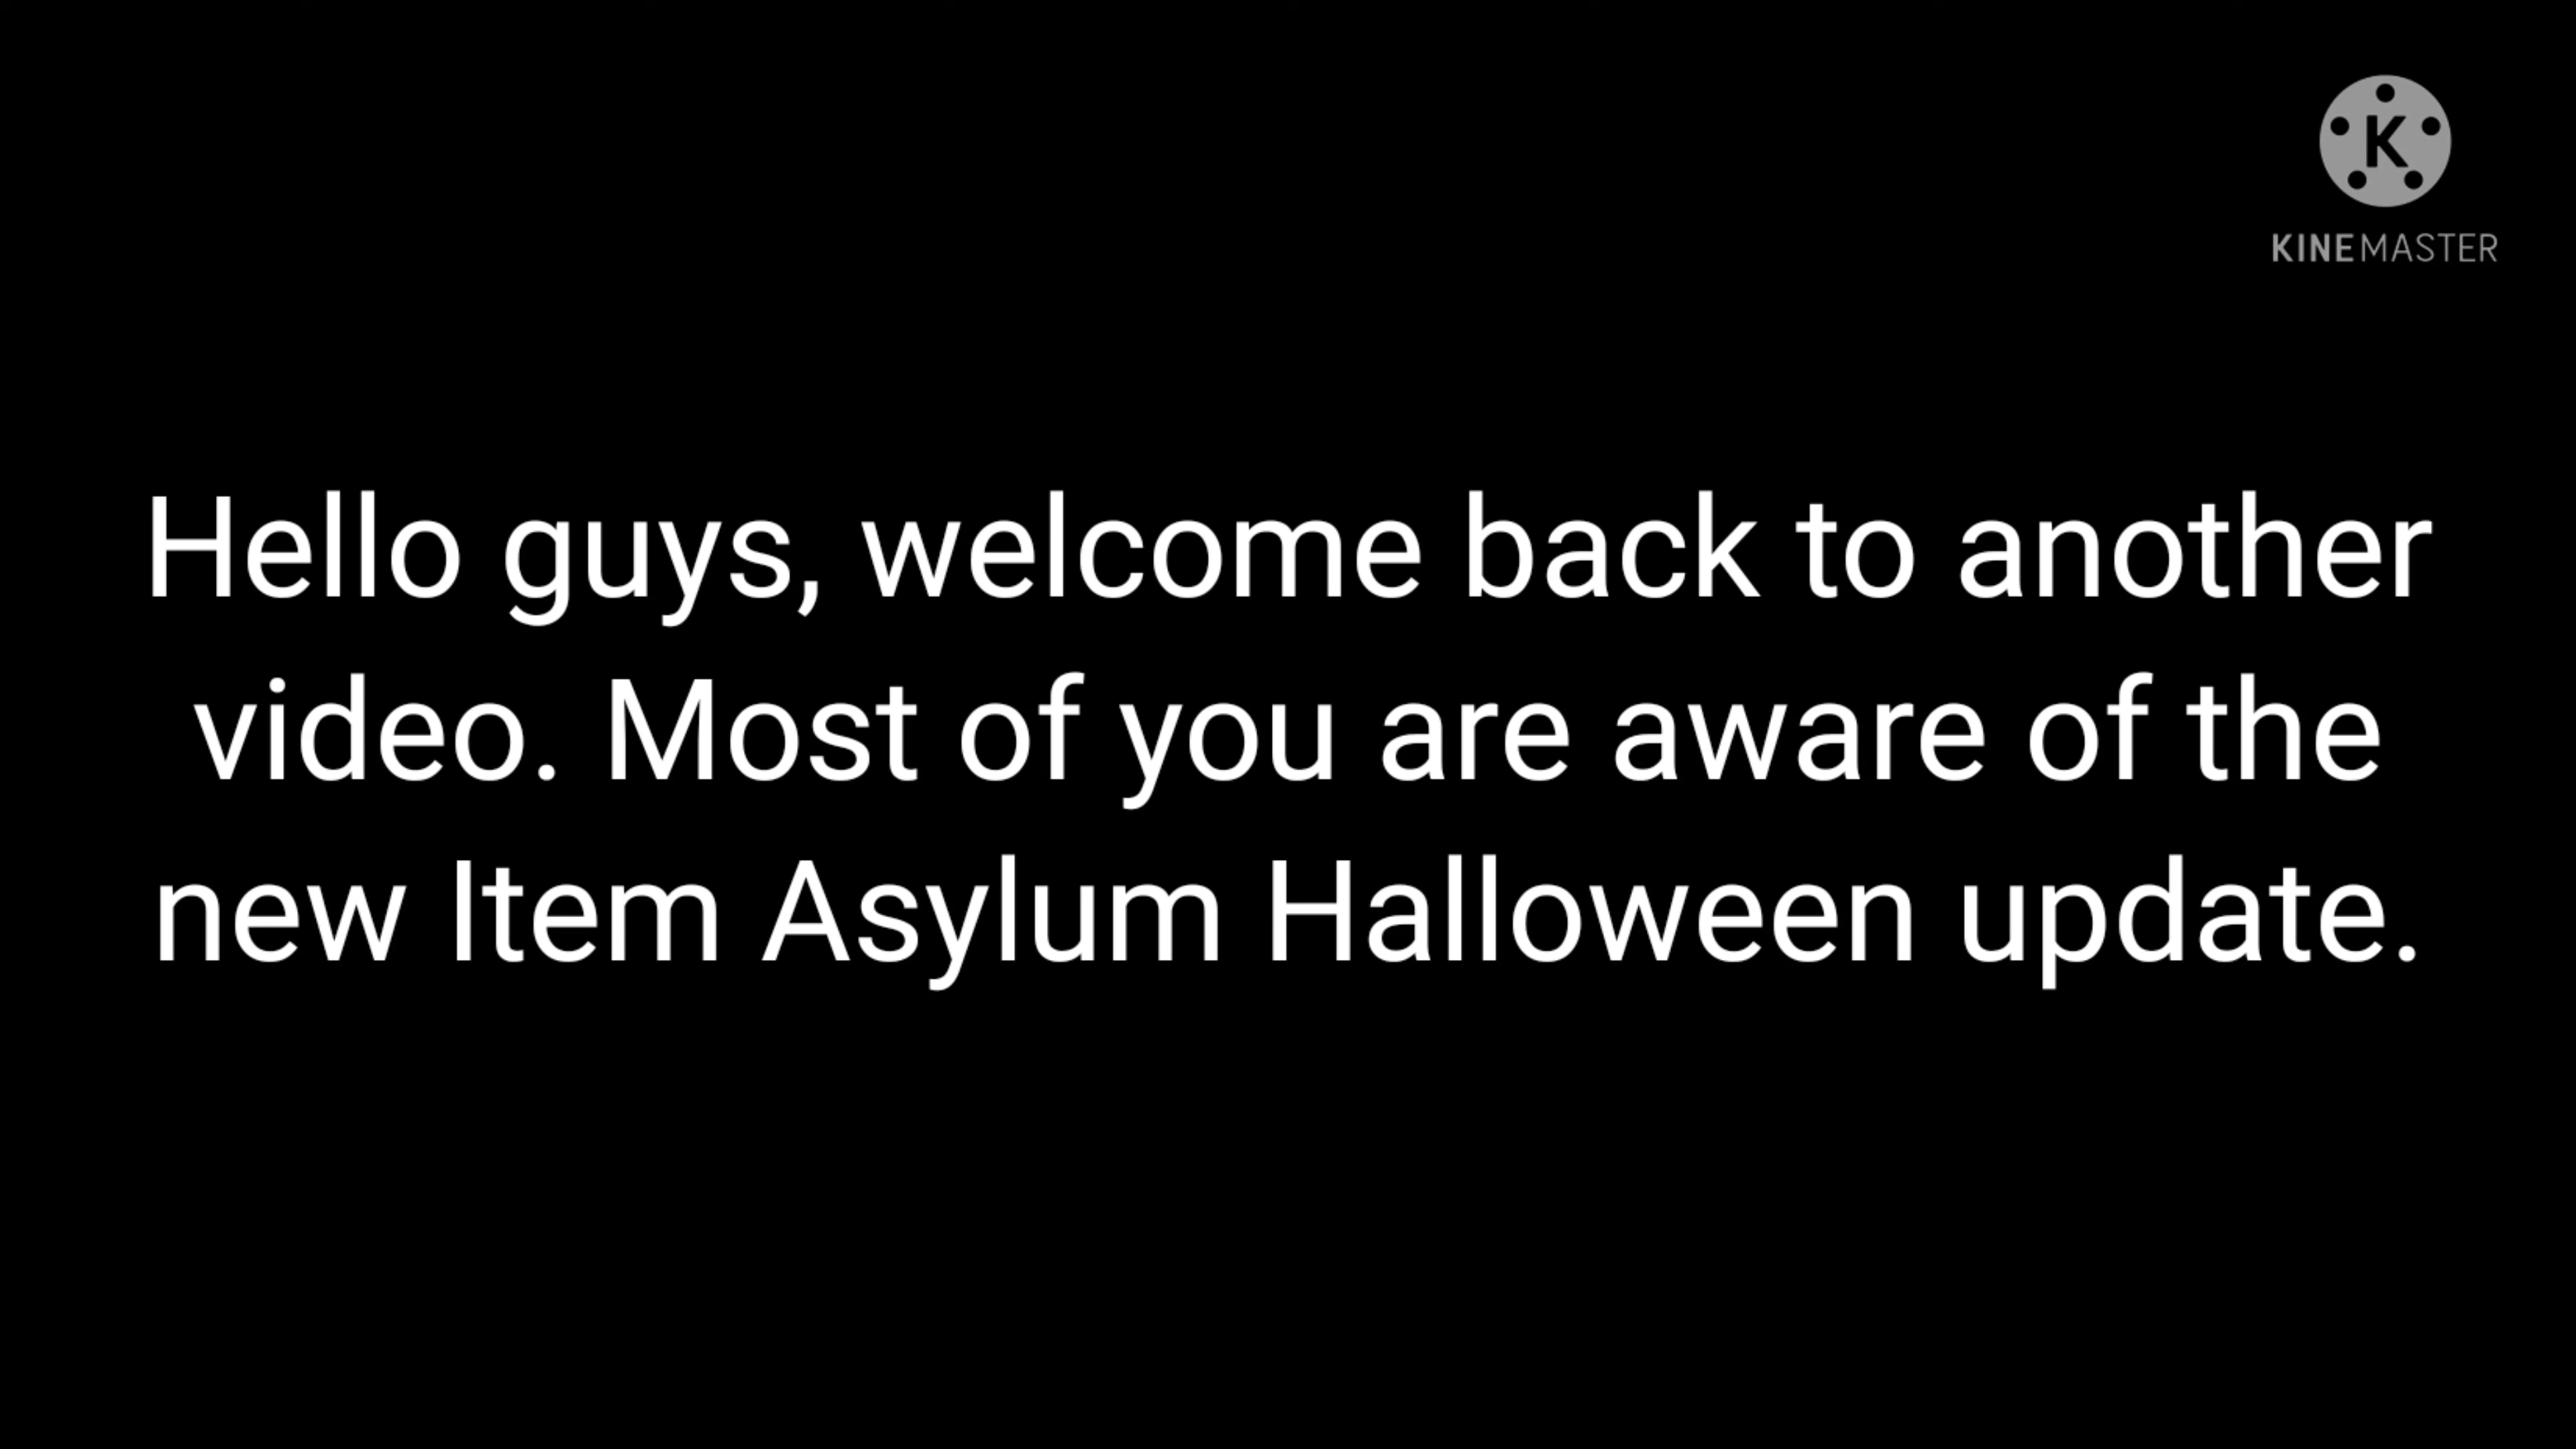 K
KINEMASTER
Hello guys, welcome back to another
video. Most of you are aware of the
new Item Asylum Halloween update.